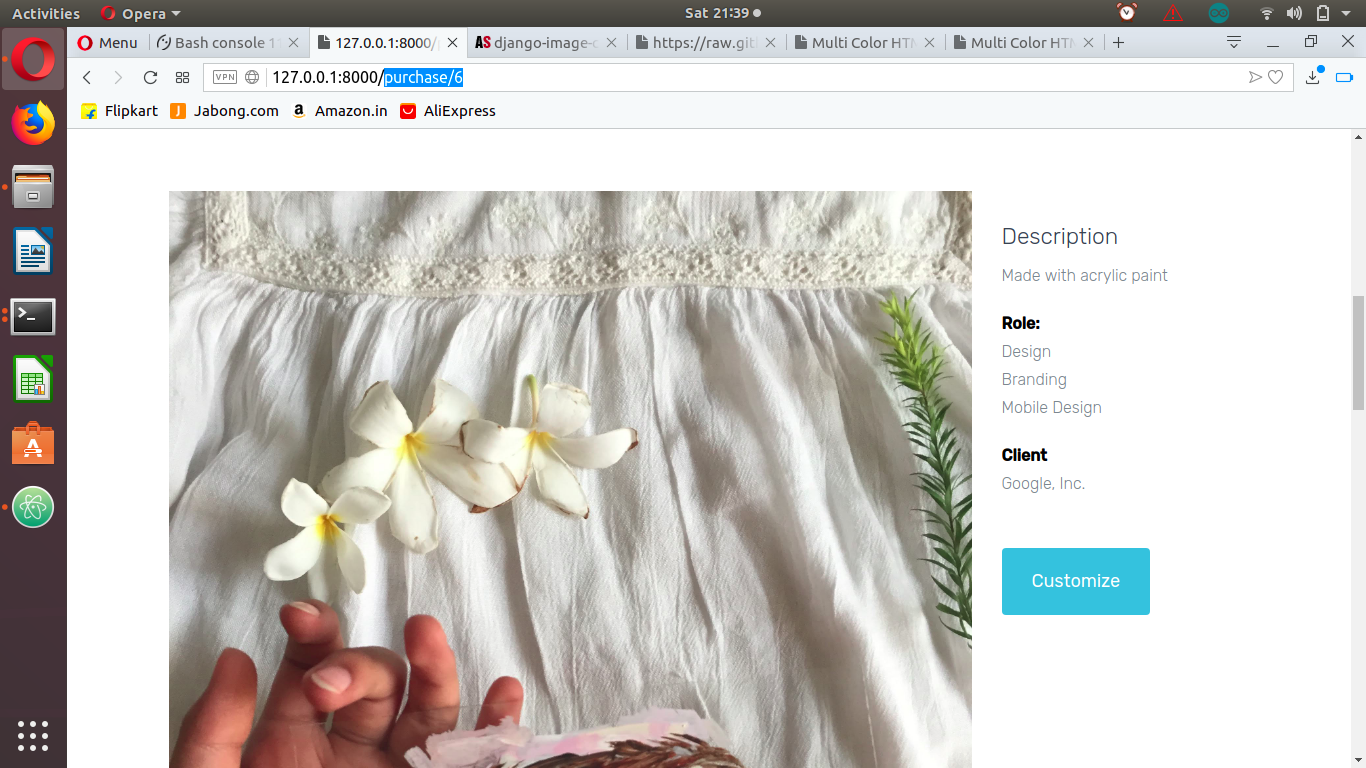 Activities Opera Sat 21:39
Menu Bash console 1 127.0.0.1:8000/ django-image-c https://raw.git Multi Color HTM Multi Color HTM
VPN 127.0.0.1:8000/purchase/6
Flipkart Jabong.com Amazon.in AliExpress
Description
Made with acrylic paint
Role:
Design
Branding
Mobile Design
Client
Google, Inc.
Customize